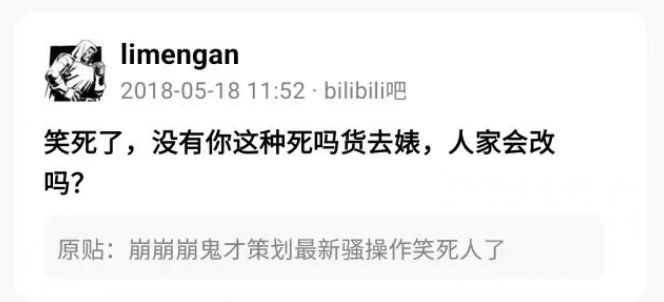 limengan
2018-05-18 11:52 · bilibili吧
笑死了，没有你这种死吗货去婊，人家会改
吗？
原贴：崩崩崩鬼才策划最新骚操作笑死人了